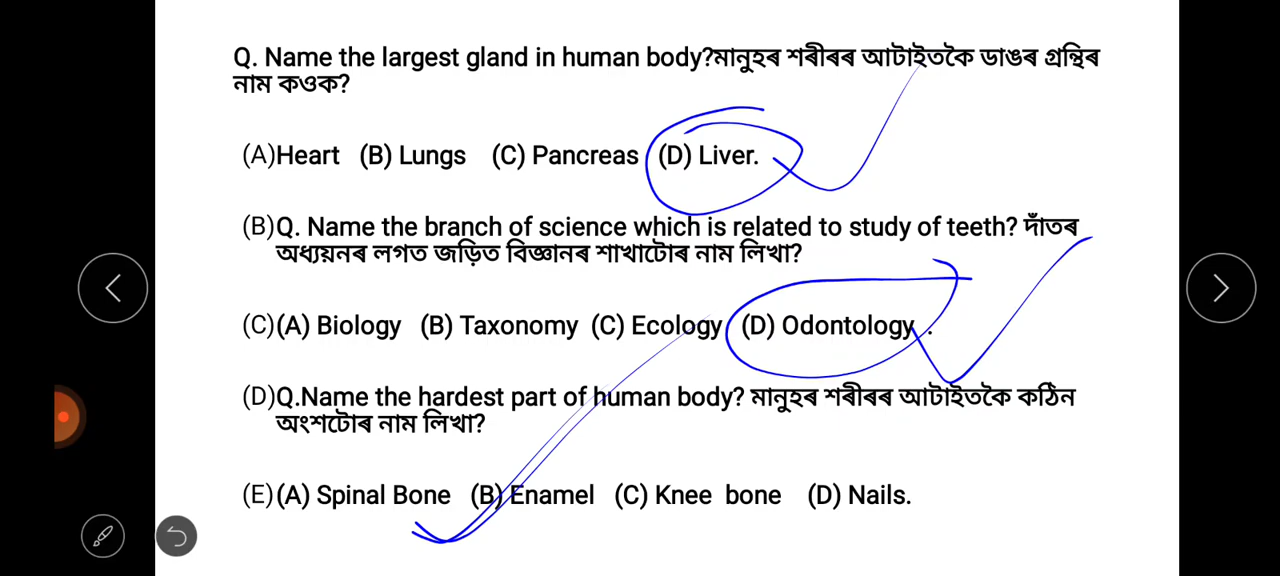 Q. Name the largest gland in human body?মানুহৰ শৰীৰৰ আটাইতকৈ ডাঙৰ গ্ৰন্থিৰ
নাম কওক?
(A)Heart (B) Lungs (C) Pancreas (D) Liver.
(B)Q. Name the branch of science which is related to study of teeth? দাঁতৰ
অধ্যয়নৰ লগত জড়িত বিজ্ঞানৰ শাখাটোৰ নাম লিখা?
(C)(A) Biology (B) Taxonomy (C) Ecology (D) Odontology .
(D)Q.Name the hardest part of human body? মানুহৰ শৰীৰৰ আটাইতকৈ কঠিন
অংশটোৰ নাম লিখা?
(E)(A) Spinal Bone (B) Enamel (C) Knee bone (D) Nails.